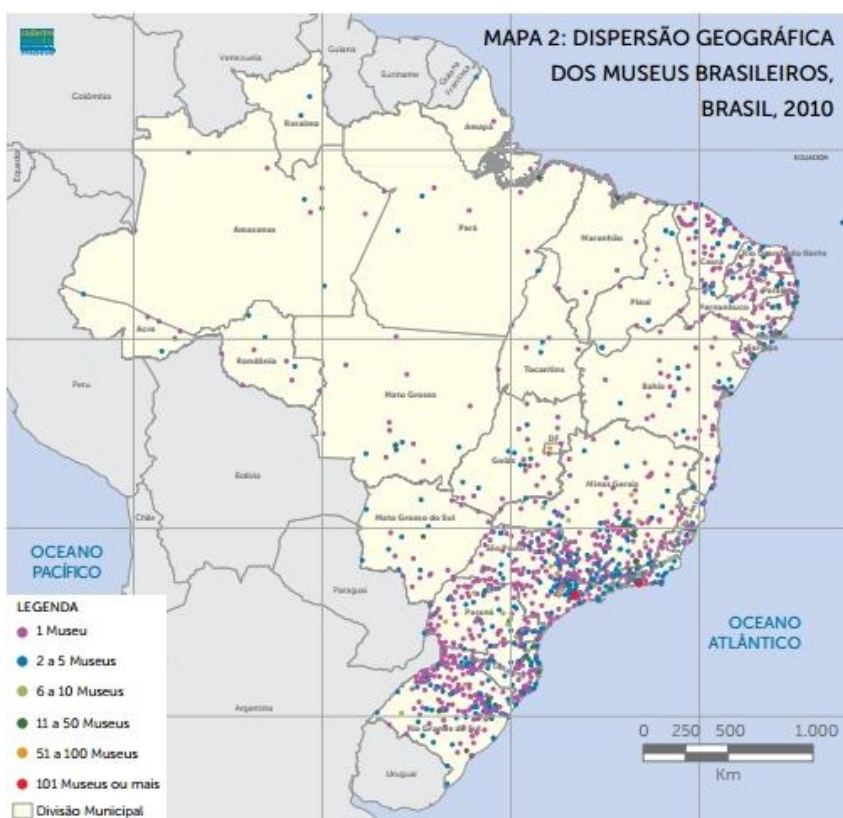 MAPA 2: DISPERSÃO GEOGRÁFICA
DOS MUSEUS BRASILEIROS,
BRASIL, 2010
Venezuela
Guiana
Suriname
Guiana
Francesa
Colômbia
Roraima
Amapá
Equador
EQUADOR
Amazonas
Pará
Maranhão
Ceará
Rio Grande do Norte
Piauí
Pernambuco
Acre
Rondônia
Tocantins
Sergipe
Peru
Mato Grosso
Bahia
DF
Goiás
Bolívia
Minas Gerais
Mato Grosso do Sul
Chile
São Paulo
OCEANO
PACÍFICO
Paraguai
Paraná
OCEANO
ATLÂNTICO
LEGENDA
1 Museu
2 a 5 Museus
6 a 10 Museus
11 a 50 Museus
51 a 100 Museus
101 Museus ou mais
Divisão Municipal
Argentina
Rio Grande do Sul
Uruguai
0 250 500 1.000
Km